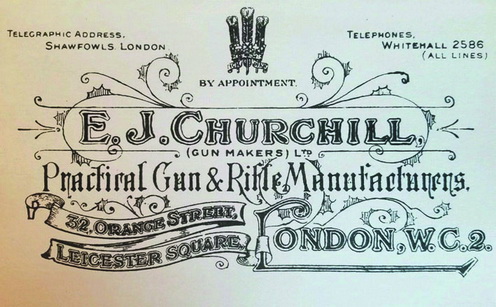 Telegraphic Address,
Shawfowls London
Telephones,
Whitehall 2586
(All Lines)
By Appointment.
E. J. Churchill,
(Gun Makers) Ltd
Practical Gun & Rifle Manufacturers.
32, Orange Street,
Leicester Square,
London, W.C.2.